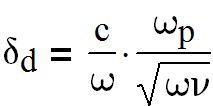 δd = c/ω · ωp/√ων